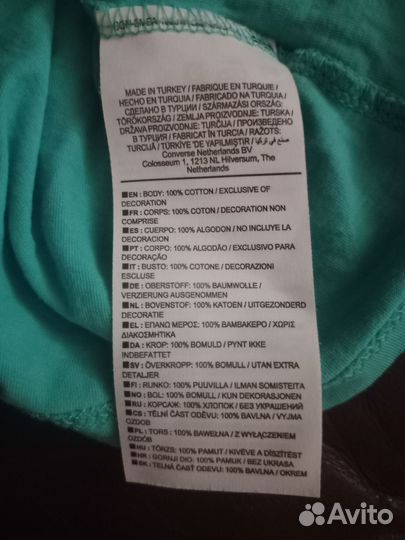 MADE IN TURKEY / FABRIQUE EN TURQUIE /
HECHO EN TURQUIA / FABRICADO NA TURQUIA /
СДЕЛАНО В ТУРЦИИ / SZÁRMAZÁSI ORSZÁG:
TÖRÖKORSZÁG / ZEMLJA PROIZVODNJE: TURSKA /
DRŽAVA PROIZVODNJE: TURČIJA / ПРОИЗВЕДЕНО
В ТУРЦИЯ / FABRICAT IN TURCIA / RAŽOTS:
TURCIJĀ / TÜRKİYE'DE YAPILMIŞTIR / صنع في تركيا
Converse Netherlands BV
Colosseum 1, 1213 NL Hilversum, The
Netherlands
EN : BODY: 100% COTTON / EXCLUSIVE OF
DECORATION
FR : CORPS: 100% COTON / DECORATION NON
COMPRISE
ES : CUERPO: 100% ALGODON / NO INCLUYE LA
DECORACION
PT : CORPO: 100% ALGODÃO / EXCLUSIVO PARA
DECORAÇÃO
IT : BUSTO: 100% COTONE / DECORAZIONI
ESCLUSE
DE : OBERSTOFF: 100% BAUMWOLLE /
VERZIERUNG AUSGENOMMEN
NL : BOVENSTOF: 100% KATOEN / UITGEZONDERD
DECORATIE
EL : ΕΠΑΝΩ ΜΕΡΟΣ: 100% ΒΑΜΒΑΚΕΡΟ / ΧΩΡΙΣ
ΔΙΑΚΟΣΜΗΤΙΚΑ
DA : KROP: 100% BOMULD / PYNT IKKE
INDBEFATTET
SV : ÖVERKROPP: 100% BOMULL / UTAN EXTRA
DETALJER
FI : RUNKO: 100% PUUVILLA / ILMAN SOMISTEITA
NO : BOL: 100% BOMULL / KUN DEKORASJONEN
RU : КОРСАЖ: 100% ХЛОПОК / БЕЗ УКРАШЕНИЙ
CS : TĚLNÍ ČÁST ODĚVU: 100% BAVLNA / VYJMA
OZDOB
PL : TORS : 100% BAWEŁNA / Z WYŁĄCZENIEM
OZDÓB
HU : TÖRZS: 100% PAMUT / KIVÉVE A DÍSZÍTÉST
HR : GORNJI DIO: 100% PAMUK / BEZ UKRASA
SK : TELNÁ ČASŤ ODEVU: 100% BAVLNA / OKREM
Avito